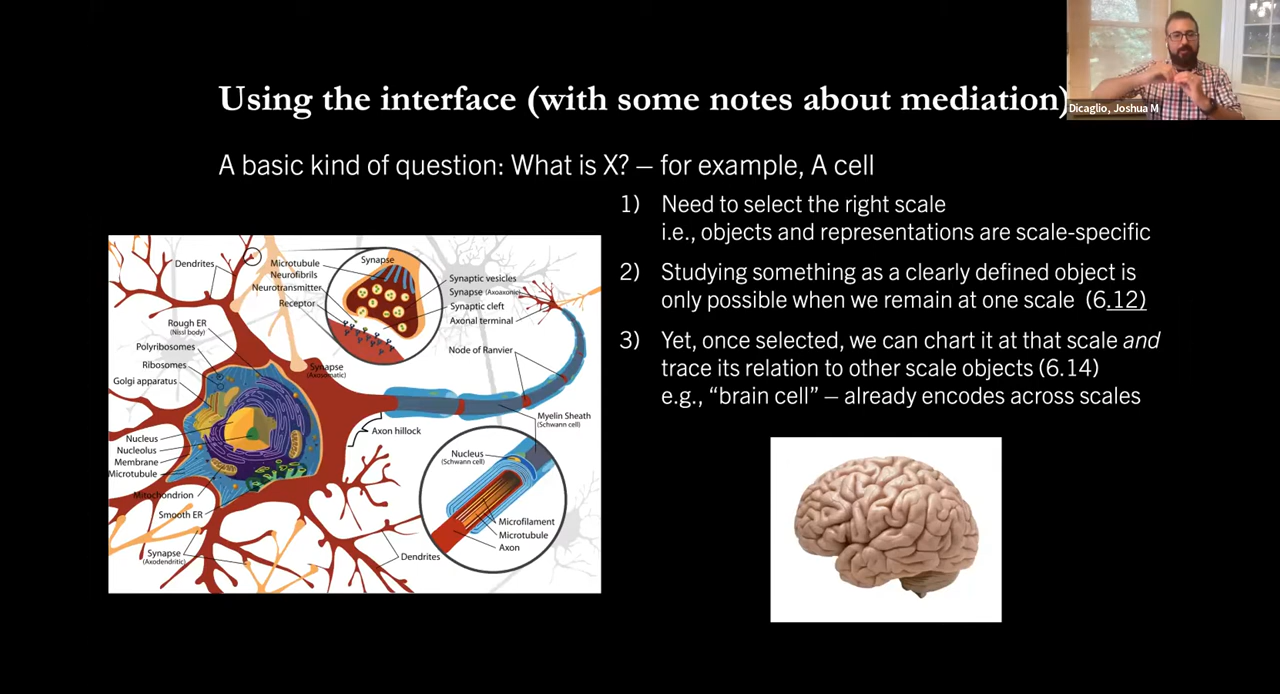 Using the interface (with some notes about mediation)
Dicaglio, Joshua M
A basic kind of question: What is X? – for example, A cell
1) Need to select the right scale
i.e., objects and representations are scale-specific
2) Studying something as a clearly defined object is
only possible when we remain at one scale (6.12)
3) Yet, once selected, we can chart it at that scale and
trace its relation to other scale objects (6.14)
e.g., “brain cell” – already encodes across scales
Dendrites
Microtubule
Neurofibrils
Neurotransmitter
Receptor
Synapse
Synaptic vesicles
Synapse (Axoaxonic)
Synaptic cleft
Axonal terminal
Rough ER
(Nissl body)
Polyribosomes
Ribosomes
Golgi apparatus
Synapse
(Axosomatic)
Node of Ranvier
Myelin Sheath
(Schwann cell)
Axon hillock
Nucleus
Nucleolus
Membrane
Microtubule
Mitochondrion
Smooth ER
Synapse
(Axodendritic)
Nucleus
(Schwann cell)
Microfilament
Microtubule
Axon
Dendrites